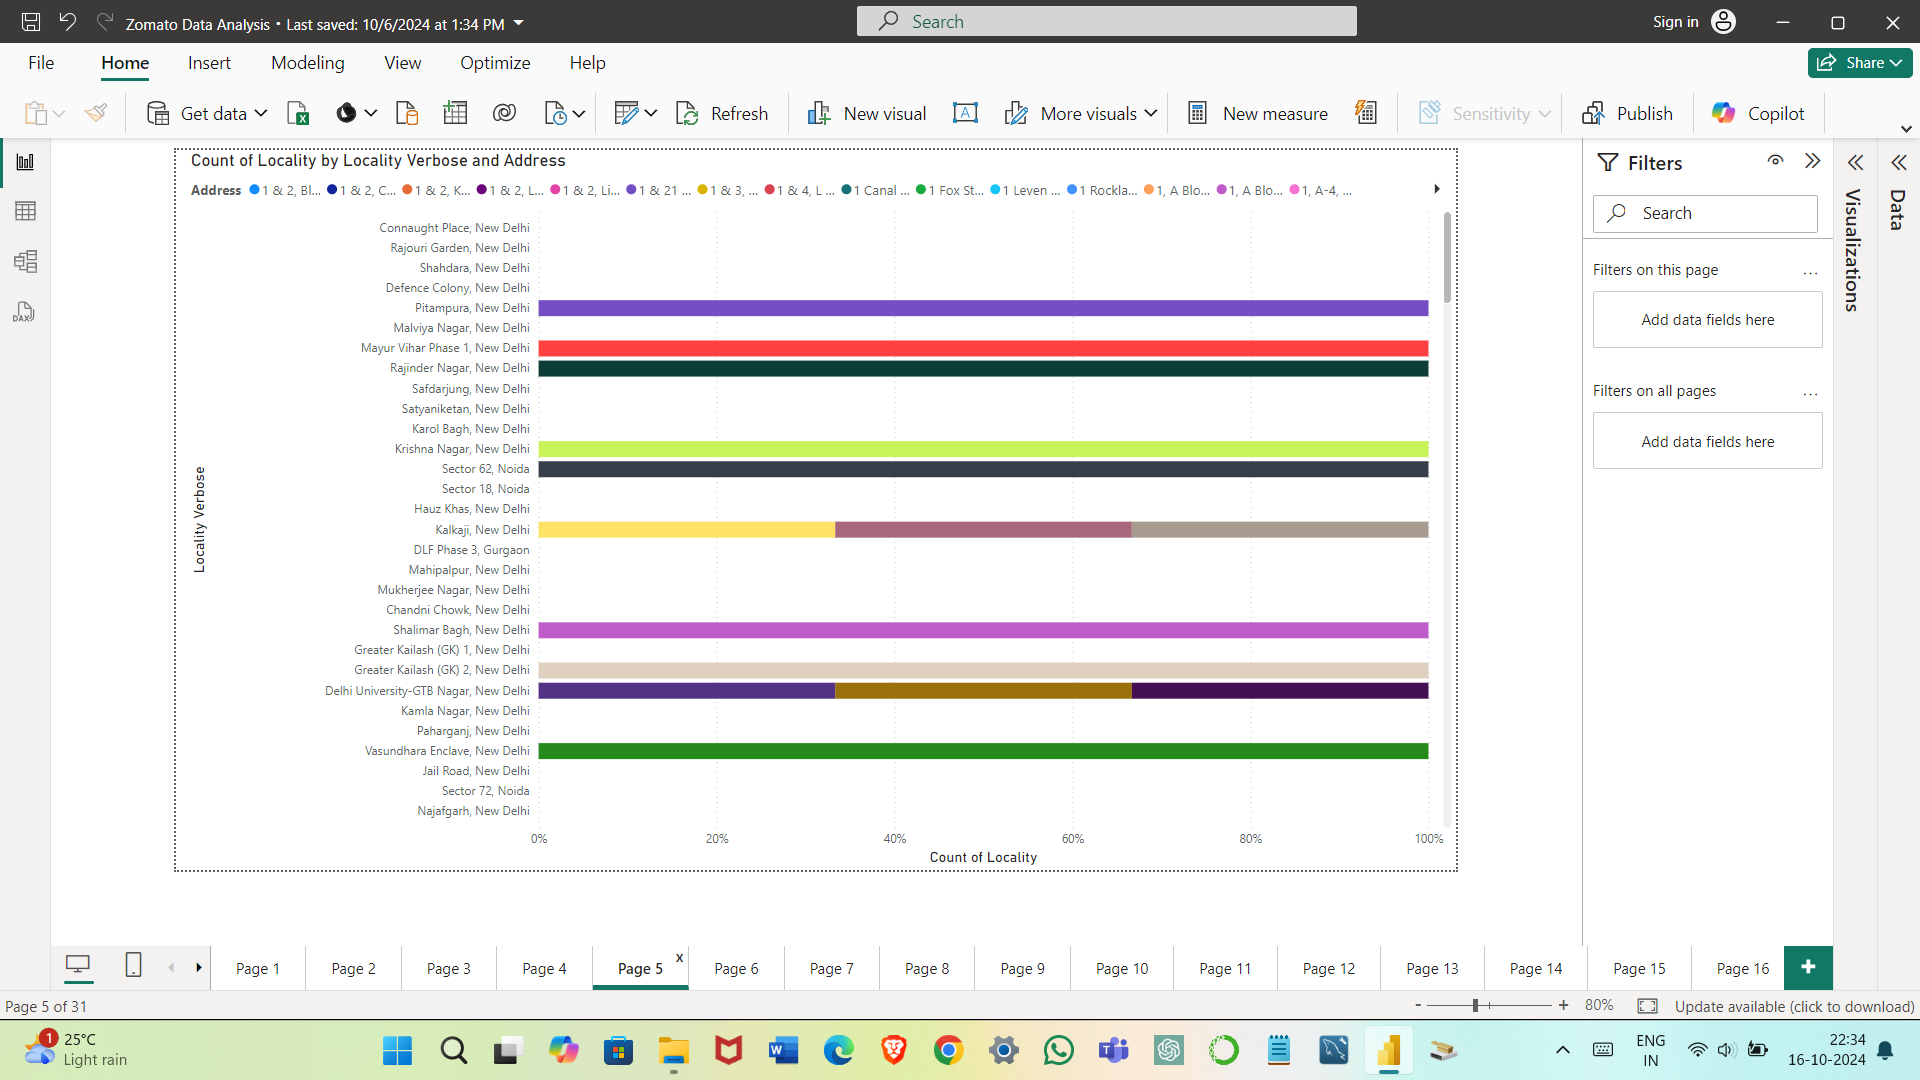 Zomato Data Analysis • Last saved: 10/6/2024 at 1:34 PM
Search
Sign in
File Home Insert Modeling View Optimize Help
Share
Get data
Refresh
New visual
More visuals
New measure
Sensitivity
Publish
Copilot
Count of Locality by Locality Verbose and Address
Address 1 & 2, Bl... 1 & 2, C... 1 & 2, K... 1 & 2, L... 1 & 2, Li... 1 & 21 ... 1 & 3, ... 1 & 4, L ... 1 Canal ... 1 Fox St... 1 Leven ... 1 Rockla... 1, A Blo... 1, A Blo... 1, A-4, ...
Locality Verbose
Connaught Place, New Delhi
Rajouri Garden, New Delhi
Shahdara, New Delhi
Defence Colony, New Delhi
Pitampura, New Delhi
Malviya Nagar, New Delhi
Mayur Vihar Phase 1, New Delhi
Rajinder Nagar, New Delhi
Safdarjung, New Delhi
Satyaniketan, New Delhi
Karol Bagh, New Delhi
Krishna Nagar, New Delhi
Sector 62, Noida
Sector 18, Noida
Hauz Khas, New Delhi
Kalkaji, New Delhi
DLF Phase 3, Gurgaon
Mahipalpur, New Delhi
Mukherjee Nagar, New Delhi
Chandni Chowk, New Delhi
Shalimar Bagh, New Delhi
Greater Kailash (GK) 1, New Delhi
Greater Kailash (GK) 2, New Delhi
Delhi University-GTB Nagar, New Delhi
Kamla Nagar, New Delhi
Paharganj, New Delhi
Vasundhara Enclave, New Delhi
Jail Road, New Delhi
Sector 72, Noida
Najafgarh, New Delhi
0% 20% 40% 60% 80% 100%
Count of Locality
Filters
Search
Filters on this page
...
Add data fields here
Filters on all pages
...
Add data fields here
Visualizations
Data
DAX
Page 1 Page 2 Page 3 Page 4 Page 5 x Page 6 Page 7 Page 8 Page 9 Page 10 Page 11 Page 12 Page 13 Page 14 Page 15 Page 16 +
Page 5 of 31
- + 80%
Update available (click to download)
1
25°C
Light rain
ENG
IN
22:34
16-10-2024